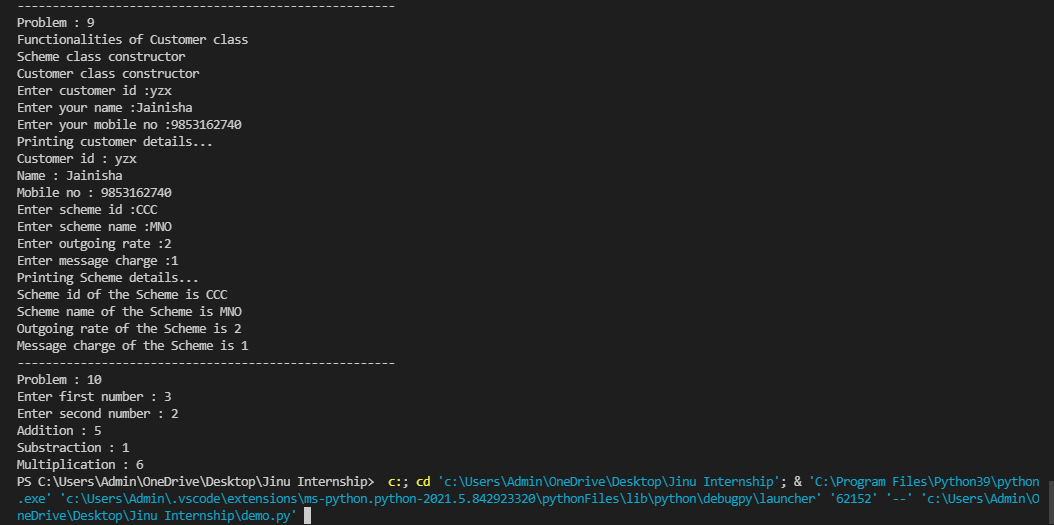 ------------------------------------------------------
Problem : 9
Functionalities of Customer class
Scheme class constructor
Customer class constructor
Enter customer id :yzx
Enter your name :Jainisha
Enter your mobile no :9853162740
Printing customer details...
Customer id : yzx
Name : Jainisha
Mobile no : 9853162740
Enter scheme id :CCC
Enter scheme name :MNO
Enter outgoing rate :2
Enter message charge :1
Printing Scheme details...
Scheme id of the Scheme is CCC
Scheme name of the Scheme is MNO
Outgoing rate of the Scheme is 2
Message charge of the Scheme is 1
------------------------------------------------------
Problem : 10
Enter first number : 3
Enter second number : 2
Addition : 5
Substraction : 1
Multiplication : 6
PS C:\Users\Admin\OneDrive\Desktop\Jinu Internship>  c:; cd 'c:\Users\Admin\OneDrive\Desktop\Jinu Internship'; & 'C:\Program Files\Python39\python
.exe' 'c:\Users\Admin\.vscode\extensions\ms-python.python-2021.5.842923320\pythonFiles\lib\python\debugpy\launcher' '62152' '--' 'c:\Users\Admin\O
neDrive\Desktop\Jinu Internship\demo.py'